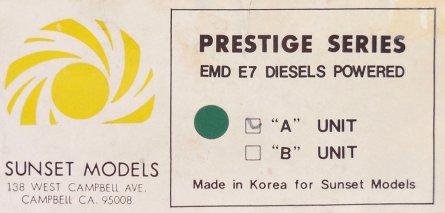 SUNSET MODELS
138 WEST CAMPBELL AVE.
CAMPBELL CA. 95008
PRESTIGE SERIES
EMD E7 DIESELS POWERED
"A" UNIT
"B" UNIT
Made in Korea for Sunset Models